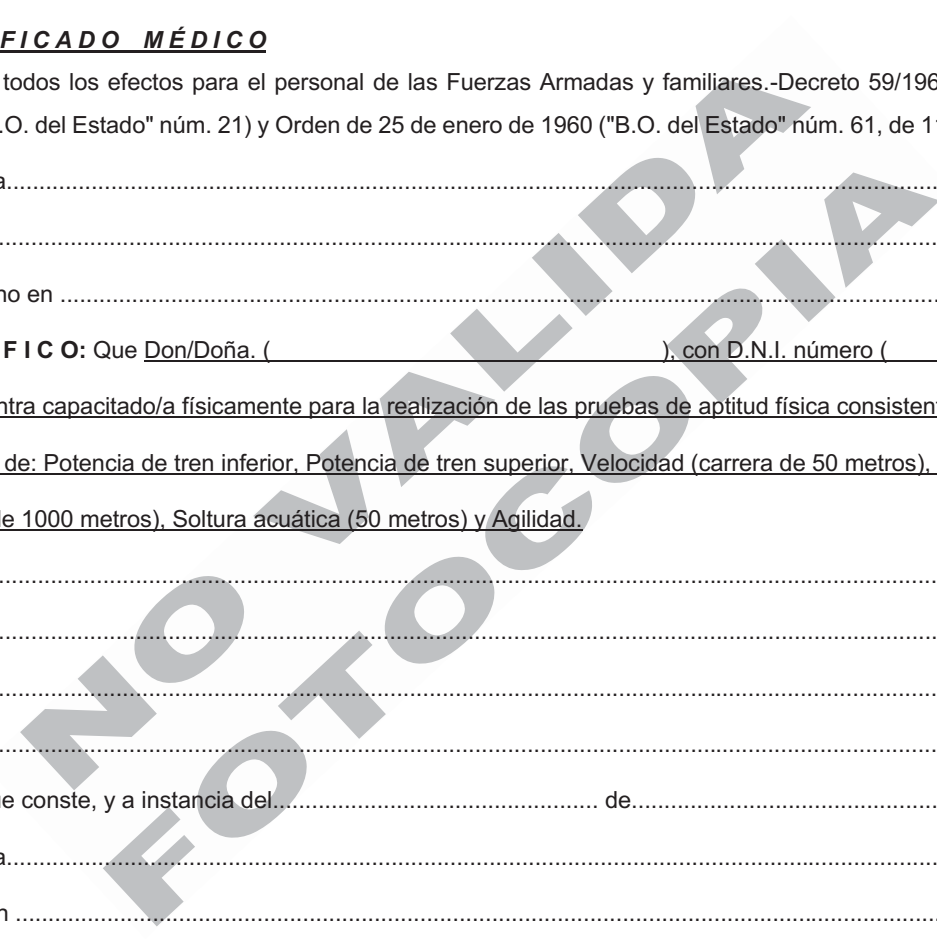 FICADO MÉDICO
todos los efectos para el personal de las Fuerzas Armadas y familiares.-Decreto 59/196
.O. del Estado" núm. 21) y Orden de 25 de enero de 1960 ("B.O. del Estado" núm. 61, de 1
a................................................................................
................................................................................
no en ................................................................................
F I C O: Que Don/Doña. ( ), con D.N.I. número (
ntra capacitado/a físicamente para la realización de las pruebas de aptitud física consistent
de: Potencia de tren inferior, Potencia de tren superior, Velocidad (carrera de 50 metros),
de 1000 metros), Soltura acuática (50 metros) y Agilidad.
................................................................................
................................................................................
................................................................................
................................................................................
ue conste, y a instancia del...................................................... de..................................................
a................................................................................
n ................................................................................
NO VALIDA
FOTOCOPIA